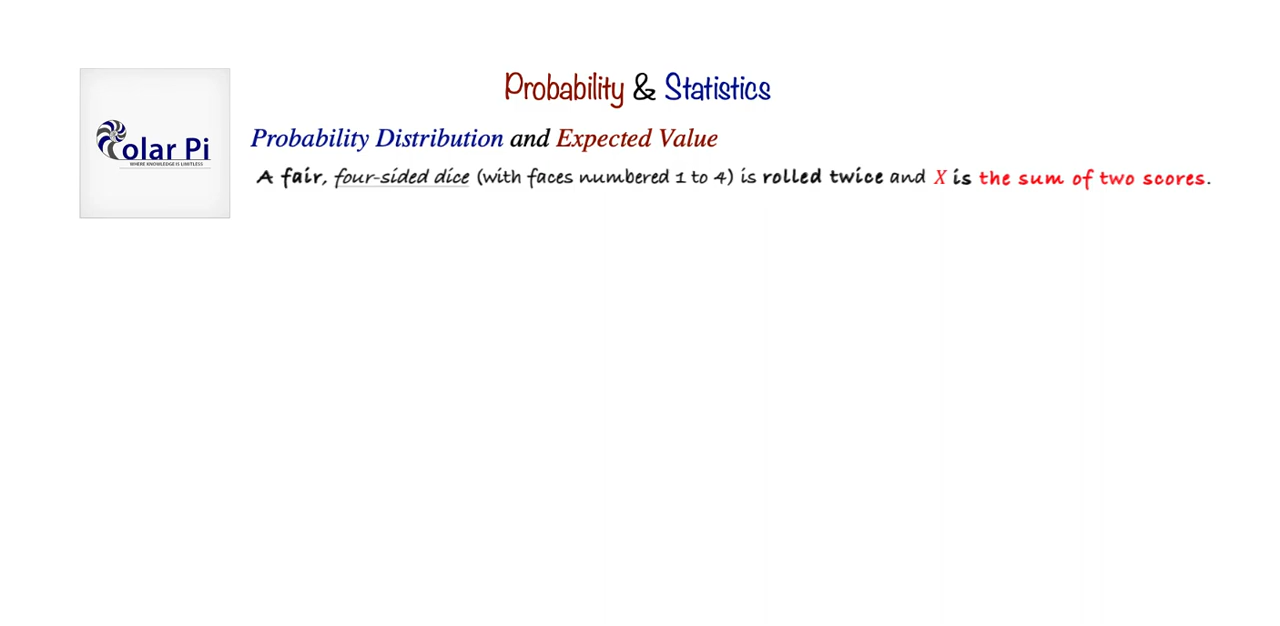 Probability & Statistics
olar Pi
WHERE KNOWLEDGE IS LIMITLESS
Probability Distribution and Expected Value
A fair, four-sided dice (with faces numbered 1 to 4) is rolled twice and X is the sum of two scores.